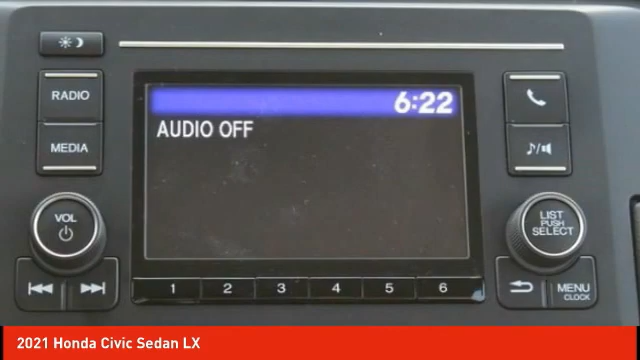 6:22
RADIO
AUDIO OFF
MEDIA
VOL
LIST
PUSH
SELECT
1 2 3 4 5 6
MENU
CLOCK
2021 Honda Civic Sedan LX